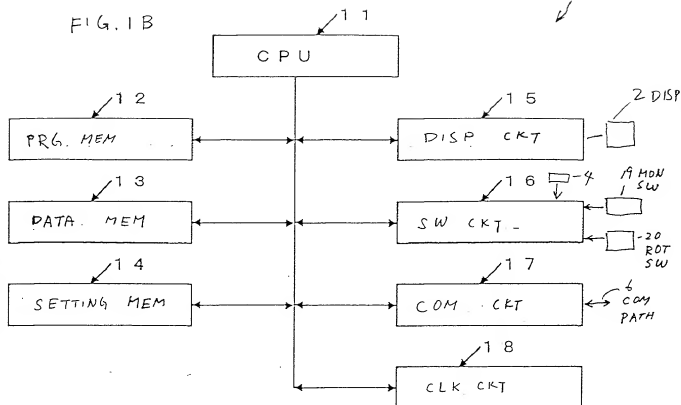 FIG. 1B
11
CPU
12
PRG. MEM
13
DATA. MEM
14
SETTING MEM
15
DISP CKT
2 DISP
16
4
SW CKT
19 MON
SW
20
ROT
SW
17
COM CKT
6
COM
PATH
18
CLK CKT